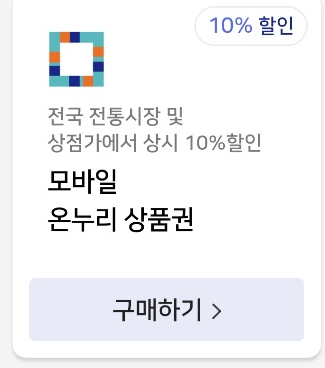 10% 할인
전국 전통시장 및
상점가에서 상시 10%할인
모바일
온누리 상품권
구매하기 >